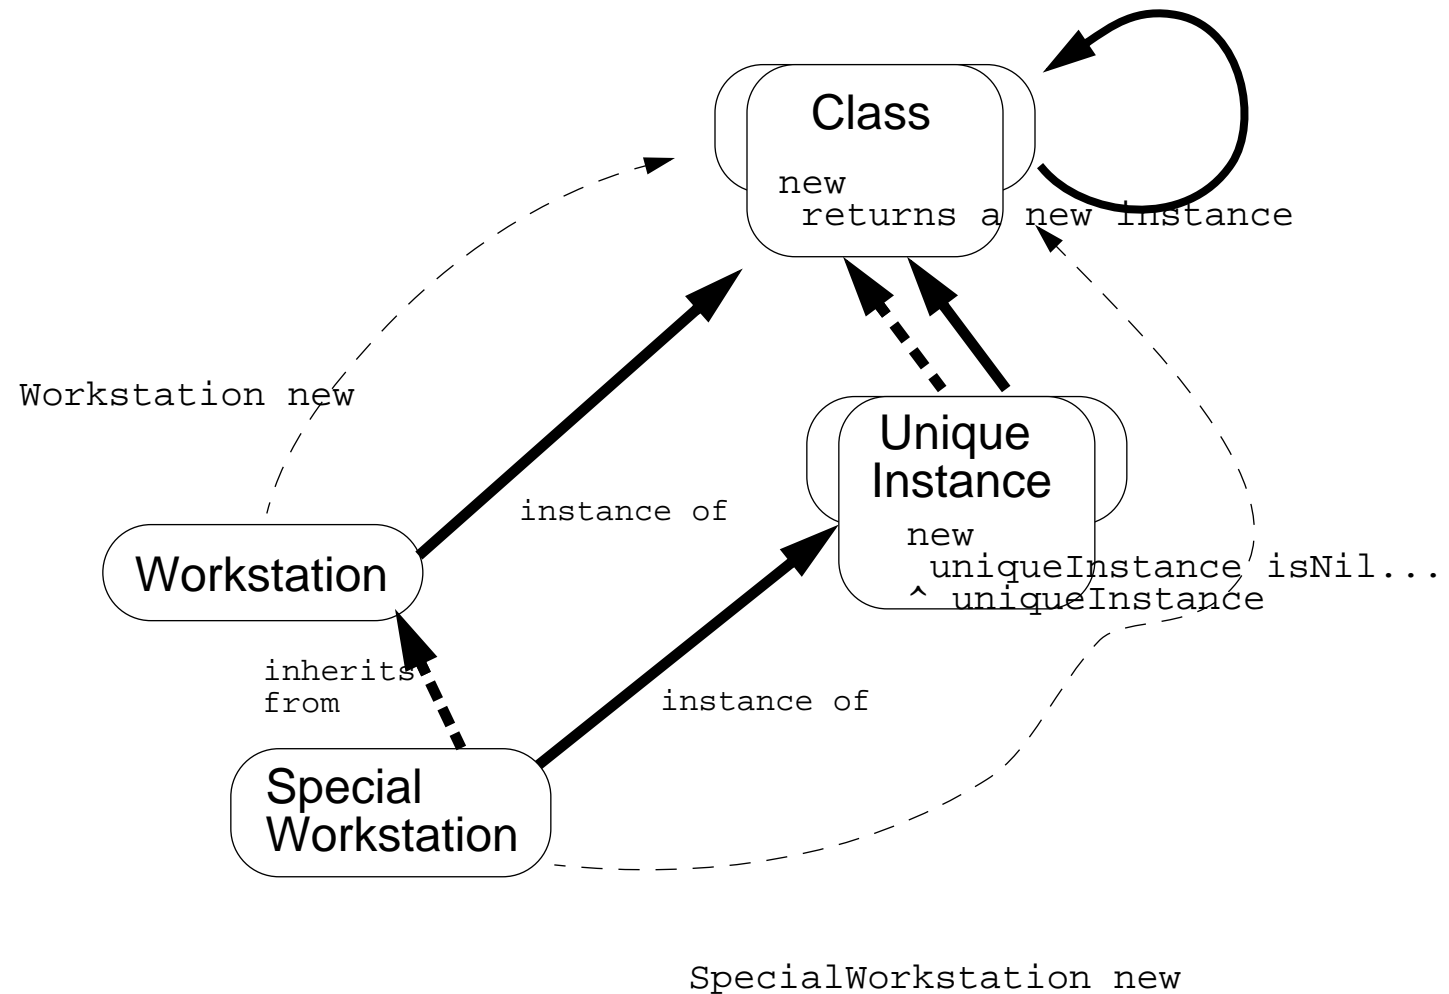 Class
new
returns a new instance
Workstation new
Unique
Instance
instance of
new
uniqueInstance isNil...
^ uniqueInstance
Workstation
inherits
from
instance of
Special
Workstation
SpecialWorkstation new